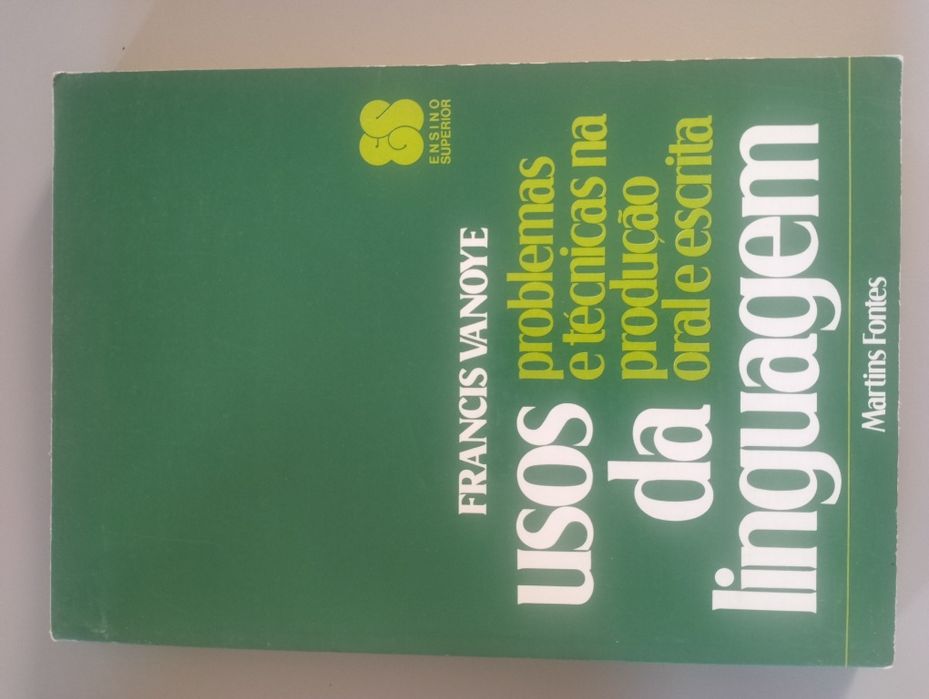 ES
ENSINO
SUPERIOR
FRANCIS VANOYE
usos
da
linguagem
problemas
e técnicas na
produção
oral e escrita
Martins Fontes